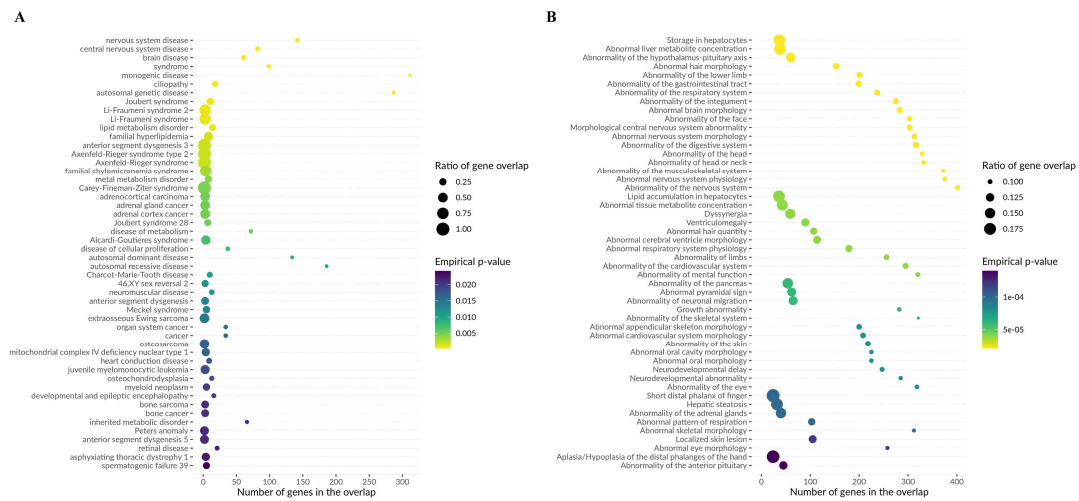 A
nervous system disease
central nervous system disease
brain disease
syndrome
monogenic disease
ciliopathy
autosomal genetic disease
Joubert syndrome
Li-Fraumeni syndrome 2
Li-Fraumeni syndrome
lipid metabolism disorder
familial hyperlipidemia
anterior segment dysgenesis 3
Axenfeld-Rieger syndrome type 2
Axenfeld-Rieger syndrome
familial chylomicronemia syndrome
metal metabolism disorder
Carey-Fineman-Ziter syndrome
adrenocortical carcinoma
adrenal gland cancer
adrenal cortex cancer
Joubert syndrome 28
disease of metabolism
Aicardi-Goutieres syndrome
disease of cellular proliferation
autosomal dominant disease
autosomal recessive disease
Charcot-Marie-Tooth disease
46,XY sex reversal 2
neuromuscular disease
anterior segment dysgenesis
Meckel syndrome
extraosseous Ewing sarcoma
organ system cancer
cancer
osteosarcoma
mitochondrial complex IV deficiency nuclear type 1
heart conduction disease
juvenile myelomonocytic leukemia
osteochondrodysplasia
myeloid neoplasm
developmental and epileptic encephalopathy
bone sarcoma
bone cancer
inherited metabolic disorder
Peters anomaly
anterior segment dysgenesis 5
retinal disease
asphyxiating thoracic dystrophy 1
spermatogenic failure 39
0 50 100 150 200 250 300
Number of genes in the overlap
Ratio of gene overlap
0.25
0.50
0.75
1.00
Empirical p-value
0.020
0.015
0.010
0.005
B
Storage in hepatocytes
Abnormal liver metabolite concentration
Abnormality of the hypothalamus-pituitary axis
Abnormal hair morphology
Abnormality of the lower limb
Abnormality of the gastrointestinal tract
Abnormality of the respiratory system
Abnormality of the integument
Abnormal brain morphology
Abnormality of the face
Morphological central nervous system abnormality
Abnormal nervous system morphology
Abnormality of the digestive system
Abnormality of the head
Abnormality of head or neck
Abnormality of the musculoskeletal system
Abnormal nervous system physiology
Abnormality of the nervous system
Lipid accumulation in hepatocytes
Abnormal tissue metabolite concentration
Dyssynergia
Ventriculomegaly
Abnormal hair quantity
Abnormal cerebral ventricle morphology
Abnormal respiratory system physiology
Abnormality of limbs
Abnormality of the cardiovascular system
Abnormality of mental function
Abnormality of the pancreas
Abnormal pyramidal sign
Abnormality of neuronal migration
Growth abnormality
Abnormality of the skeletal system
Abnormal appendicular skeleton morphology
Abnormal cardiovascular system morphology
Abnormality of the skin
Abnormal oral cavity morphology
Abnormal oral morphology
Neurodevelopmental delay
Neurodevelopmental abnormality
Abnormality of the eye
Short distal phalanx of finger
Hepatic steatosis
Abnormality of the adrenal glands
Abnormal pattern of respiration
Abnormal skeletal morphology
Localized skin lesion
Abnormal eye morphology
Aplasia/Hypoplasia of the distal phalanges of the hand
Abnormality of the anterior pituitary
0 100 200 300 400
Number of genes in the overlap
Ratio of gene overlap
0.100
0.125
0.150
0.175
Empirical p-value
1e-04
5e-05